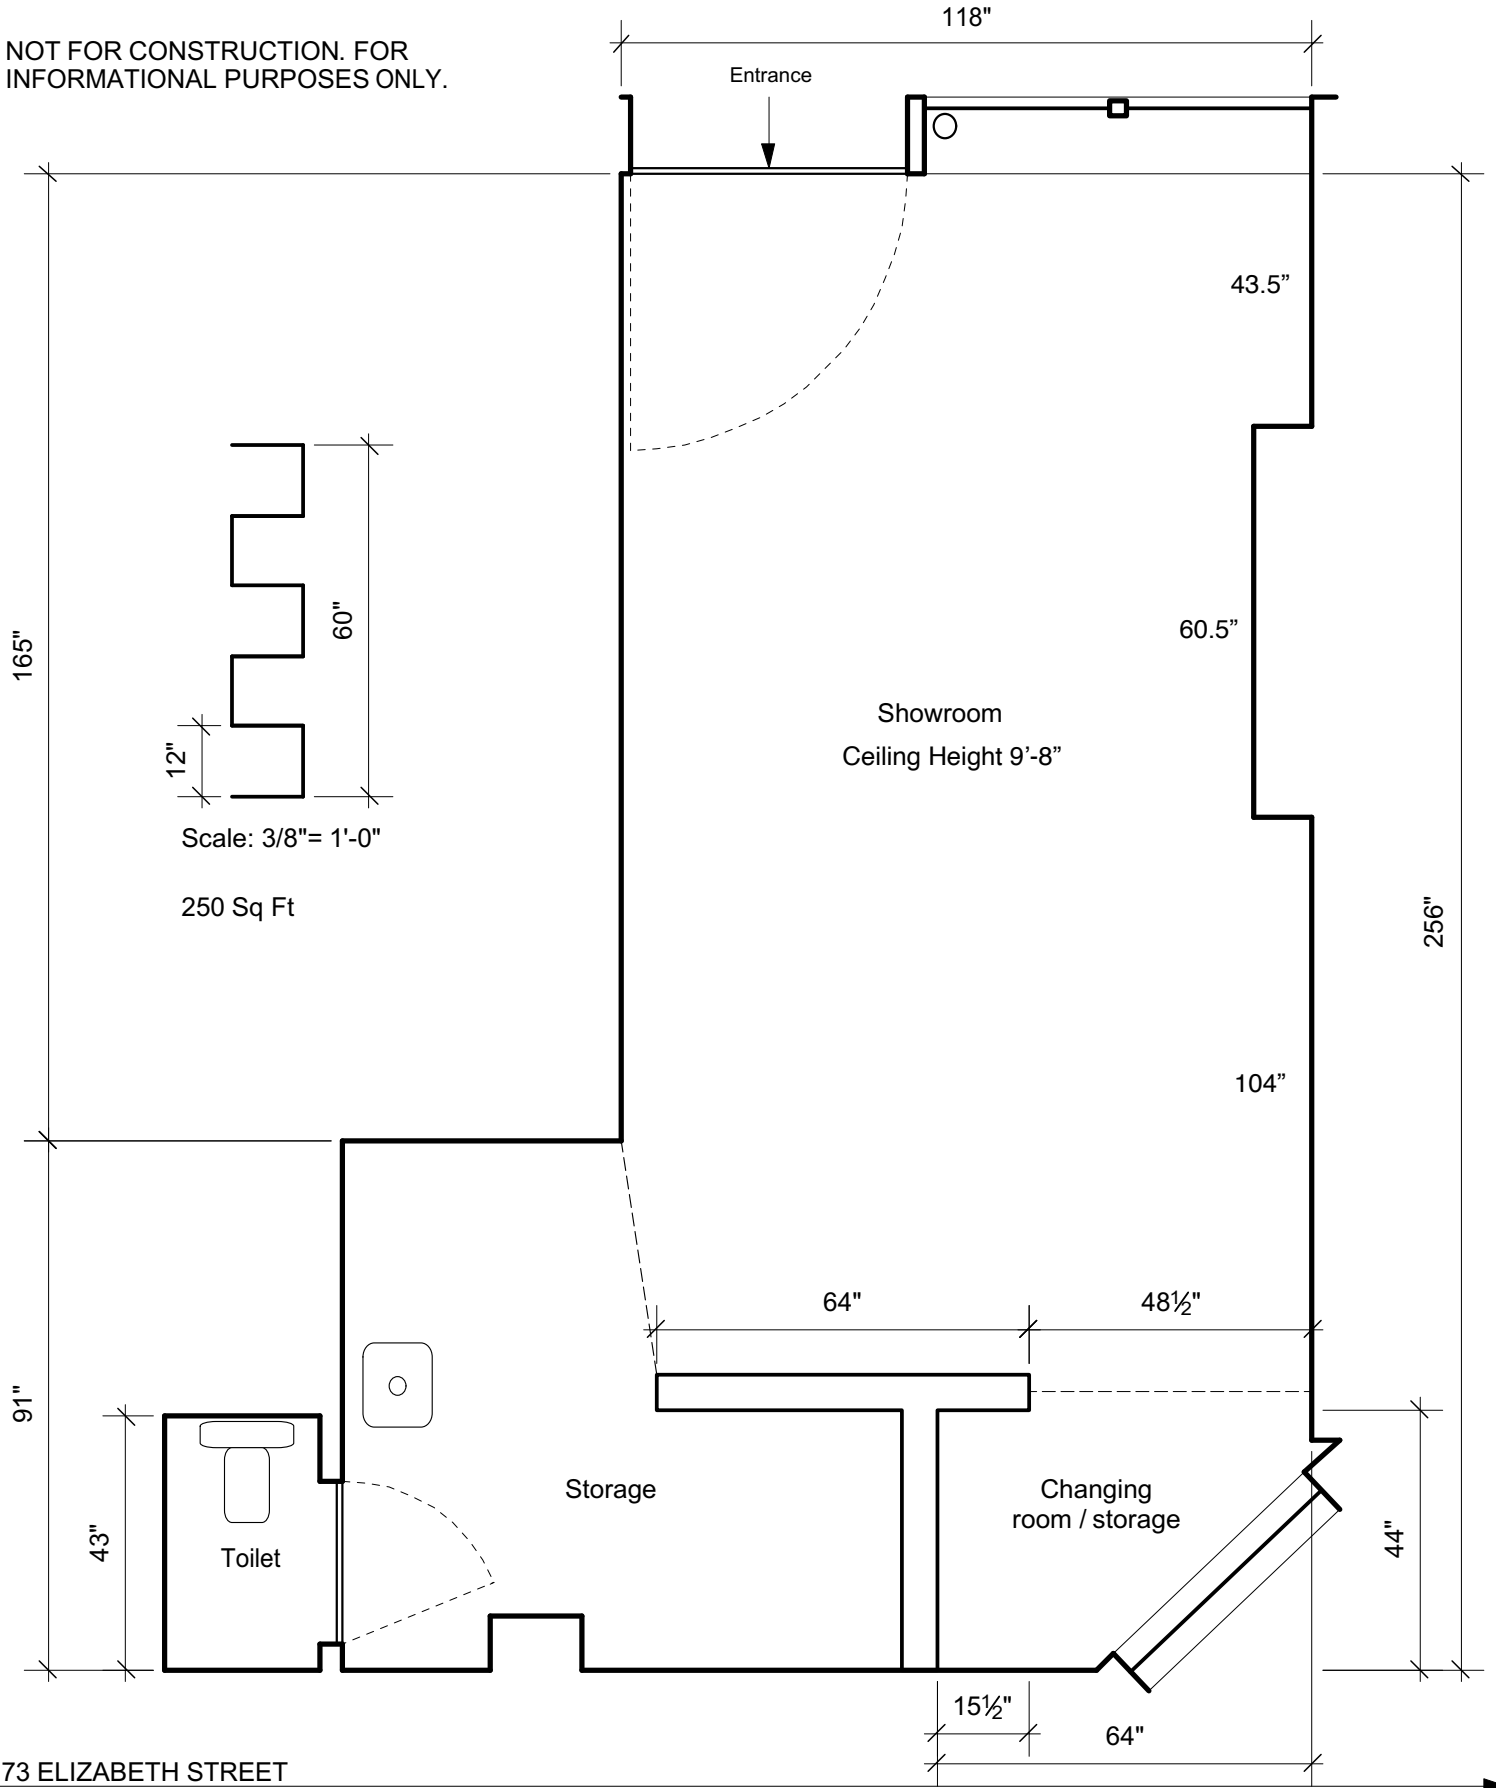 118"
NOT FOR CONSTRUCTION. FOR
INFORMATIONAL PURPOSES ONLY.
Entrance
43.5”
60"
165"
60.5”
Showroom
12"
Ceiling Height 9’-8”
Scale: 3/8"= 1'-0"
250 Sq Ft
256"
104”
64"
48½"
91"
Storage
Changing
room / storage
43"
Toilet
44"
15½"
64"
73 ELIZABETH STREET